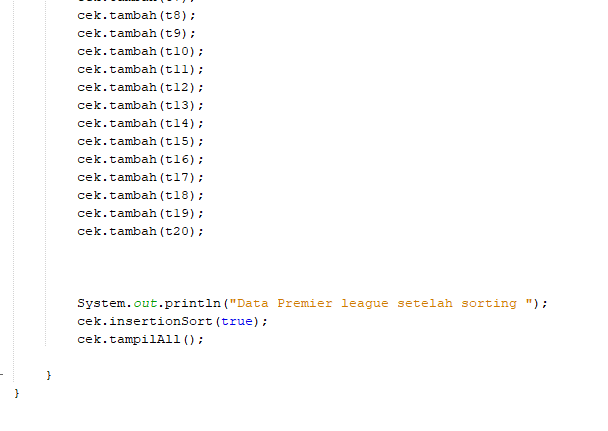 cek.tambah(t8);
cek.tambah(t9);
cek.tambah(t10);
cek.tambah(t11);
cek.tambah(t12);
cek.tambah(t13);
cek.tambah(t14);
cek.tambah(t15);
cek.tambah(t16);
cek.tambah(t17);
cek.tambah(t18);
cek.tambah(t19);
cek.tambah(t20);
System.out.println("Data Premier league setelah sorting ");
cek.insertionSort(true);
cek.tampilAll();
}
}